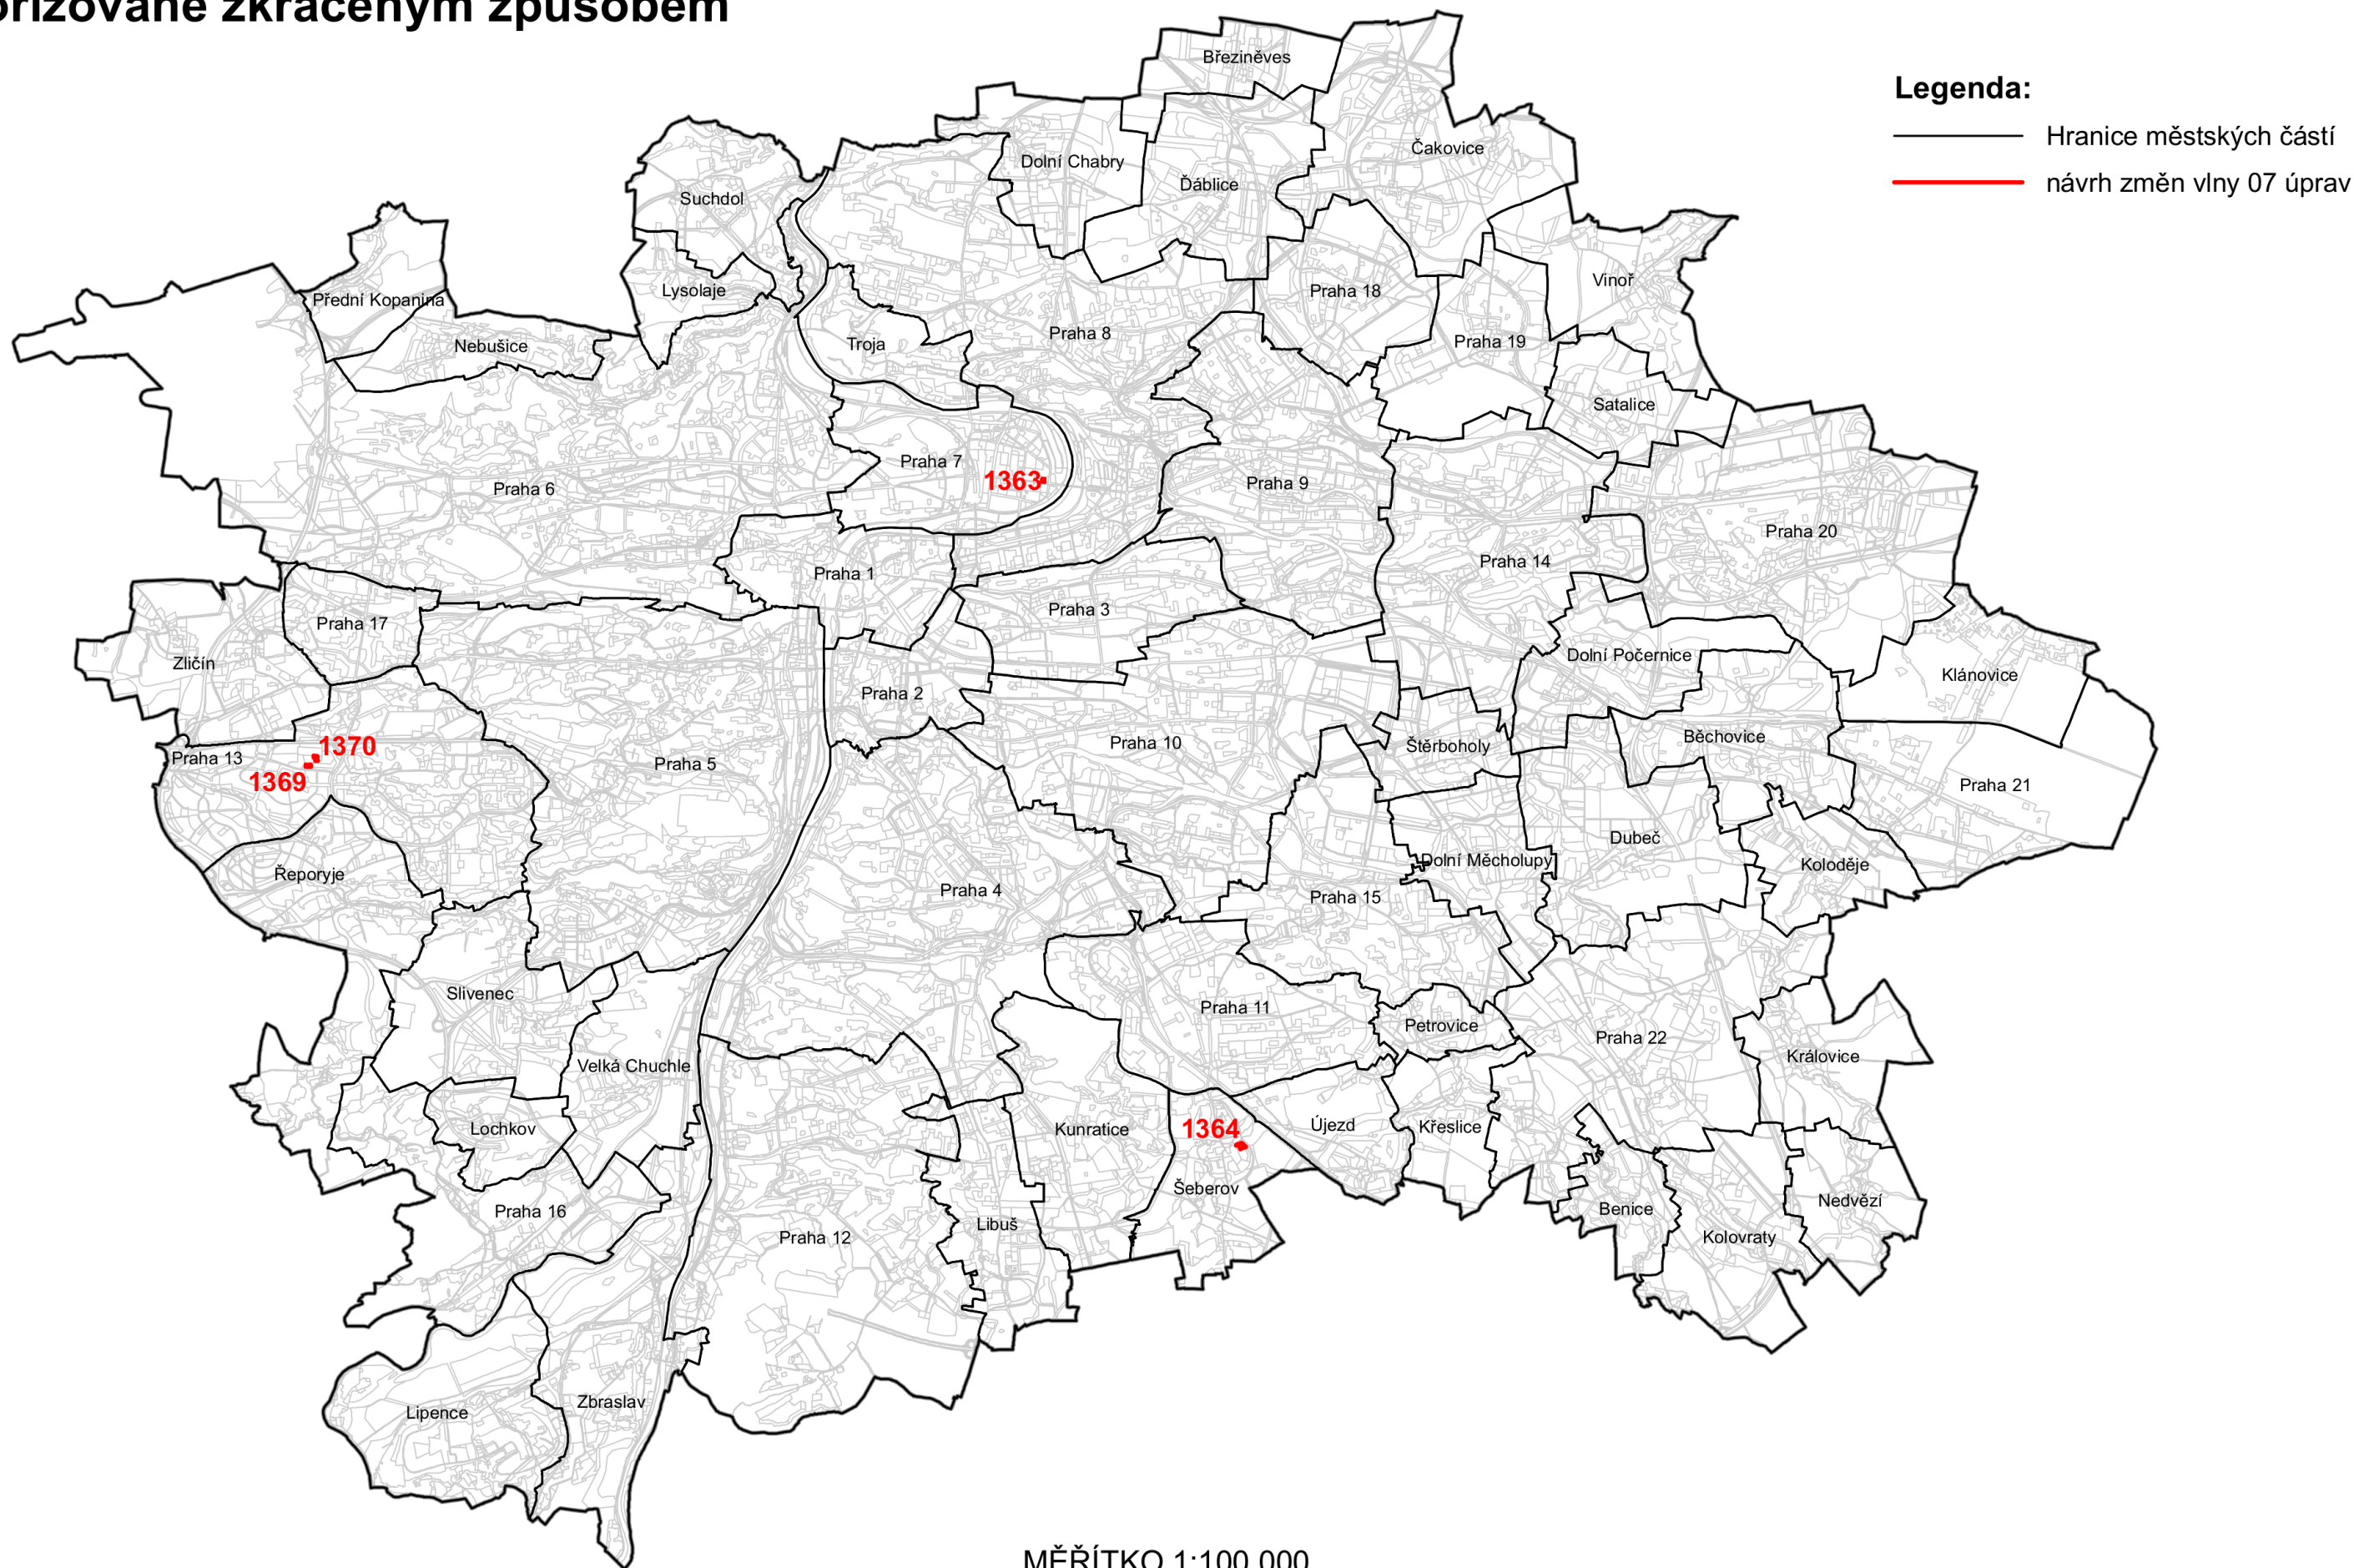 zkráceným způsobem
Legenda:
Hranice městských částí
návrh změn vlny 07 úprav
Březiněves
Čakovice
Dolní Chabry
Ďáblice
Suchdol
Vinoř
Lysolaje
Praha 18
Přední Kopanina
Praha 8
Praha 19
Troja
Nebušice
Satalice
Praha 7
1363
Praha 9
Praha 6
Praha 20
Praha 14
Praha 1
Praha 3
Praha 17
Dolní Počernice
Zličín
Klánovice
Praha 2
Běchovice
Praha 10
Štěrboholy
1370
Praha 13
Praha 5
1369
Praha 21
Dubeč
Dolní Měcholupy
Koloděje
Řeporyje
Praha 4
Praha 15
Slivenec
Praha 11
Petrovice
Praha 22
Královice
Velká Chuchle
Újezd
Křeslice
Lochkov
Kunratice
1364
Šeberov
Nedvězí
Benice
Praha 16
Libuš
Praha 12
Kolovraty
Zbraslav
Lipence
MĚŘÍTKO 1:100 000